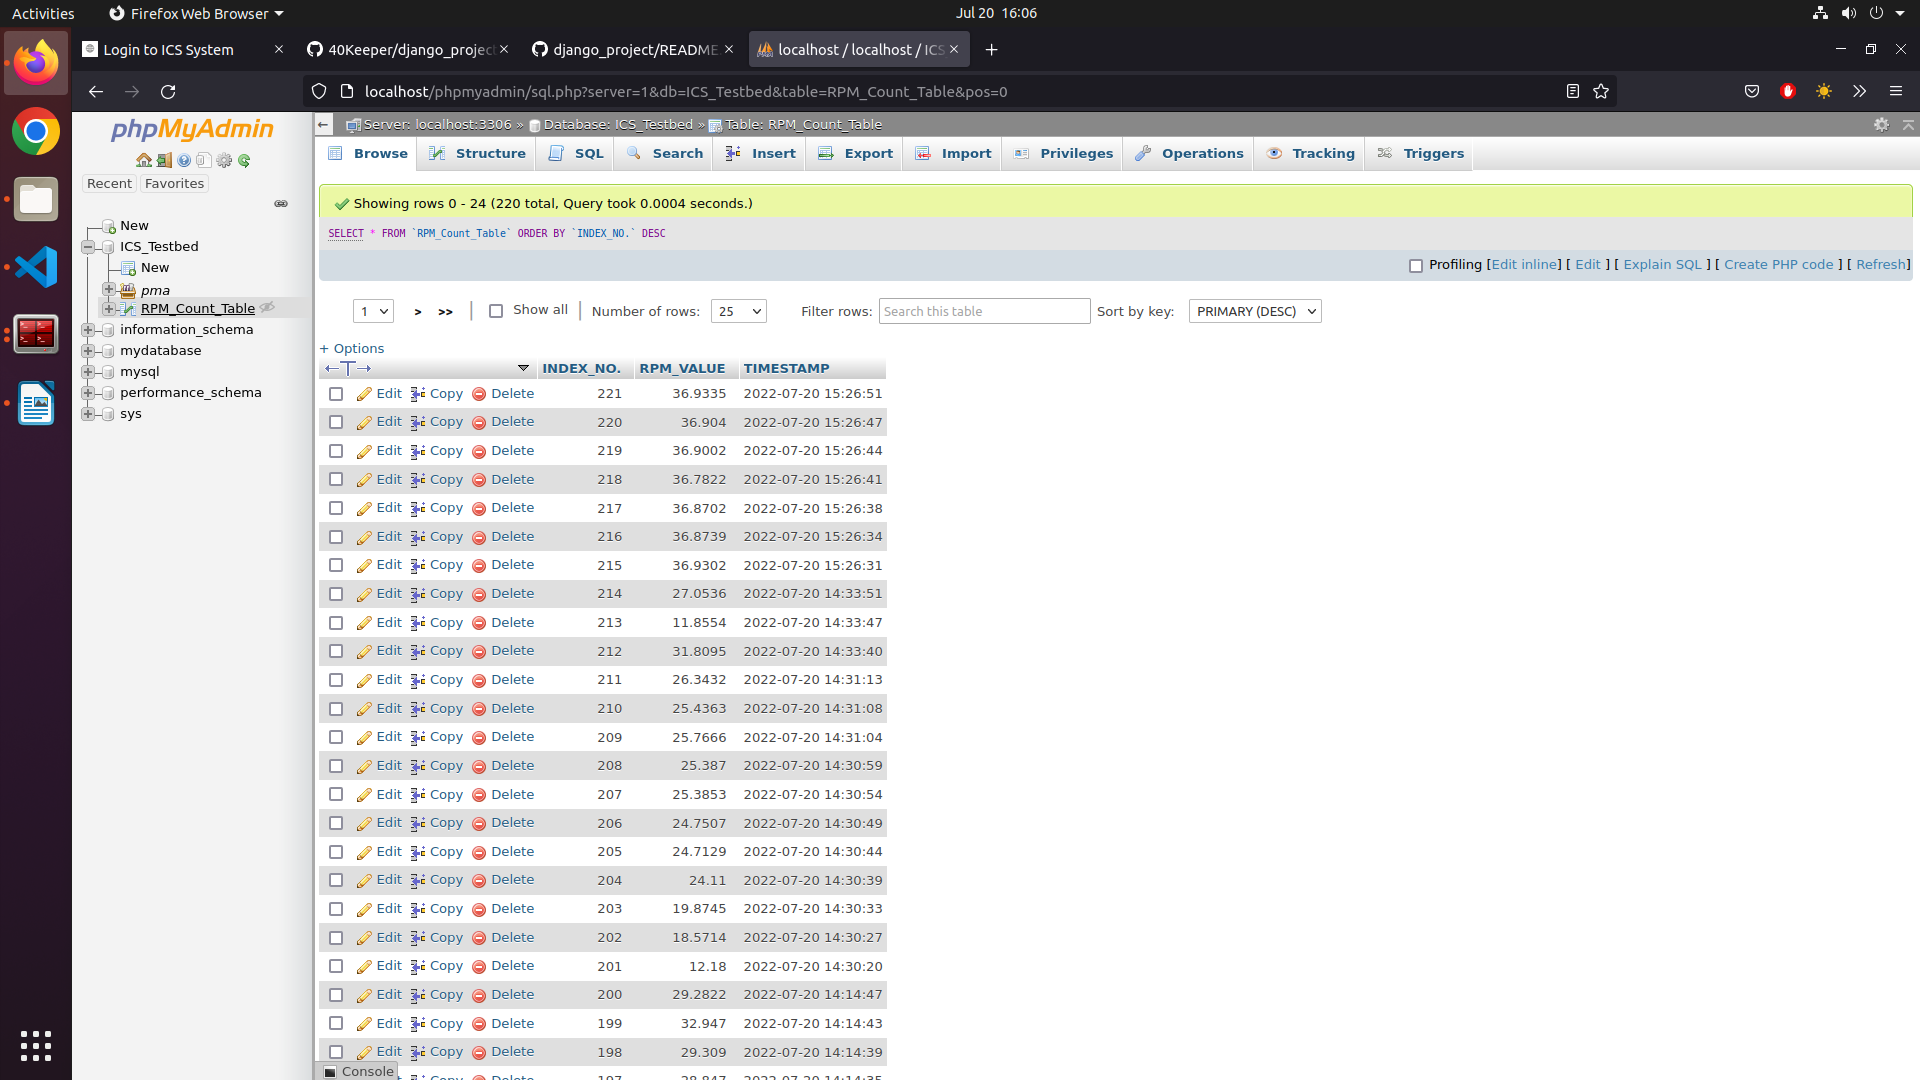 Activities Firefox Web Browser Jul 20 16:06
Login to ICS System 40Keeper/django_projec django_project/README. localhost / localhost / ICS
localhost/phpmyadmin/sql.php?server=1&db=ICS_Testbed&table=RPM_Count_Table&pos=0
phpMyAdmin
Recent Favorites
New
ICS_Testbed
New
pma
RPM_Count_Table
information_schema
mydatabase
mysql
performance_schema
sys
Server: localhost:3306 » Database: ICS_Testbed » Table: RPM_Count_Table
Browse Structure SQL Search Insert Export Import Privileges Operations Tracking Triggers
Showing rows 0 - 24 (220 total, Query took 0.0004 seconds.)
SELECT * FROM `RPM_Count_Table` ORDER BY `INDEX_NO.` DESC
Profiling [Edit inline] [ Edit ] [ Explain SQL ] [ Create PHP code ] [ Refresh]
1 > >> | Show all | Number of rows: 25 Filter rows: Search this table Sort by key: PRIMARY (DESC)
+ Options
←T→ INDEX_NO. RPM_VALUE TIMESTAMP
Edit Copy Delete 221 36.9335 2022-07-20 15:26:51
Edit Copy Delete 220 36.904 2022-07-20 15:26:47
Edit Copy Delete 219 36.9002 2022-07-20 15:26:44
Edit Copy Delete 218 36.7822 2022-07-20 15:26:41
Edit Copy Delete 217 36.8702 2022-07-20 15:26:38
Edit Copy Delete 216 36.8739 2022-07-20 15:26:34
Edit Copy Delete 215 36.9302 2022-07-20 15:26:31
Edit Copy Delete 214 27.0536 2022-07-20 14:33:51
Edit Copy Delete 213 11.8554 2022-07-20 14:33:47
Edit Copy Delete 212 31.8095 2022-07-20 14:33:40
Edit Copy Delete 211 26.3432 2022-07-20 14:31:13
Edit Copy Delete 210 25.4363 2022-07-20 14:31:08
Edit Copy Delete 209 25.7666 2022-07-20 14:31:04
Edit Copy Delete 208 25.387 2022-07-20 14:30:59
Edit Copy Delete 207 25.3853 2022-07-20 14:30:54
Edit Copy Delete 206 24.7507 2022-07-20 14:30:49
Edit Copy Delete 205 24.7129 2022-07-20 14:30:44
Edit Copy Delete 204 24.11 2022-07-20 14:30:39
Edit Copy Delete 203 19.8745 2022-07-20 14:30:33
Edit Copy Delete 202 18.5714 2022-07-20 14:30:27
Edit Copy Delete 201 12.18 2022-07-20 14:30:20
Edit Copy Delete 200 29.2822 2022-07-20 14:14:47
Edit Copy Delete 199 32.947 2022-07-20 14:14:43
Edit Copy Delete 198 29.309 2022-07-20 14:14:39
Copy Delete 197 28.847 2022-07-20 14:14:35
Console